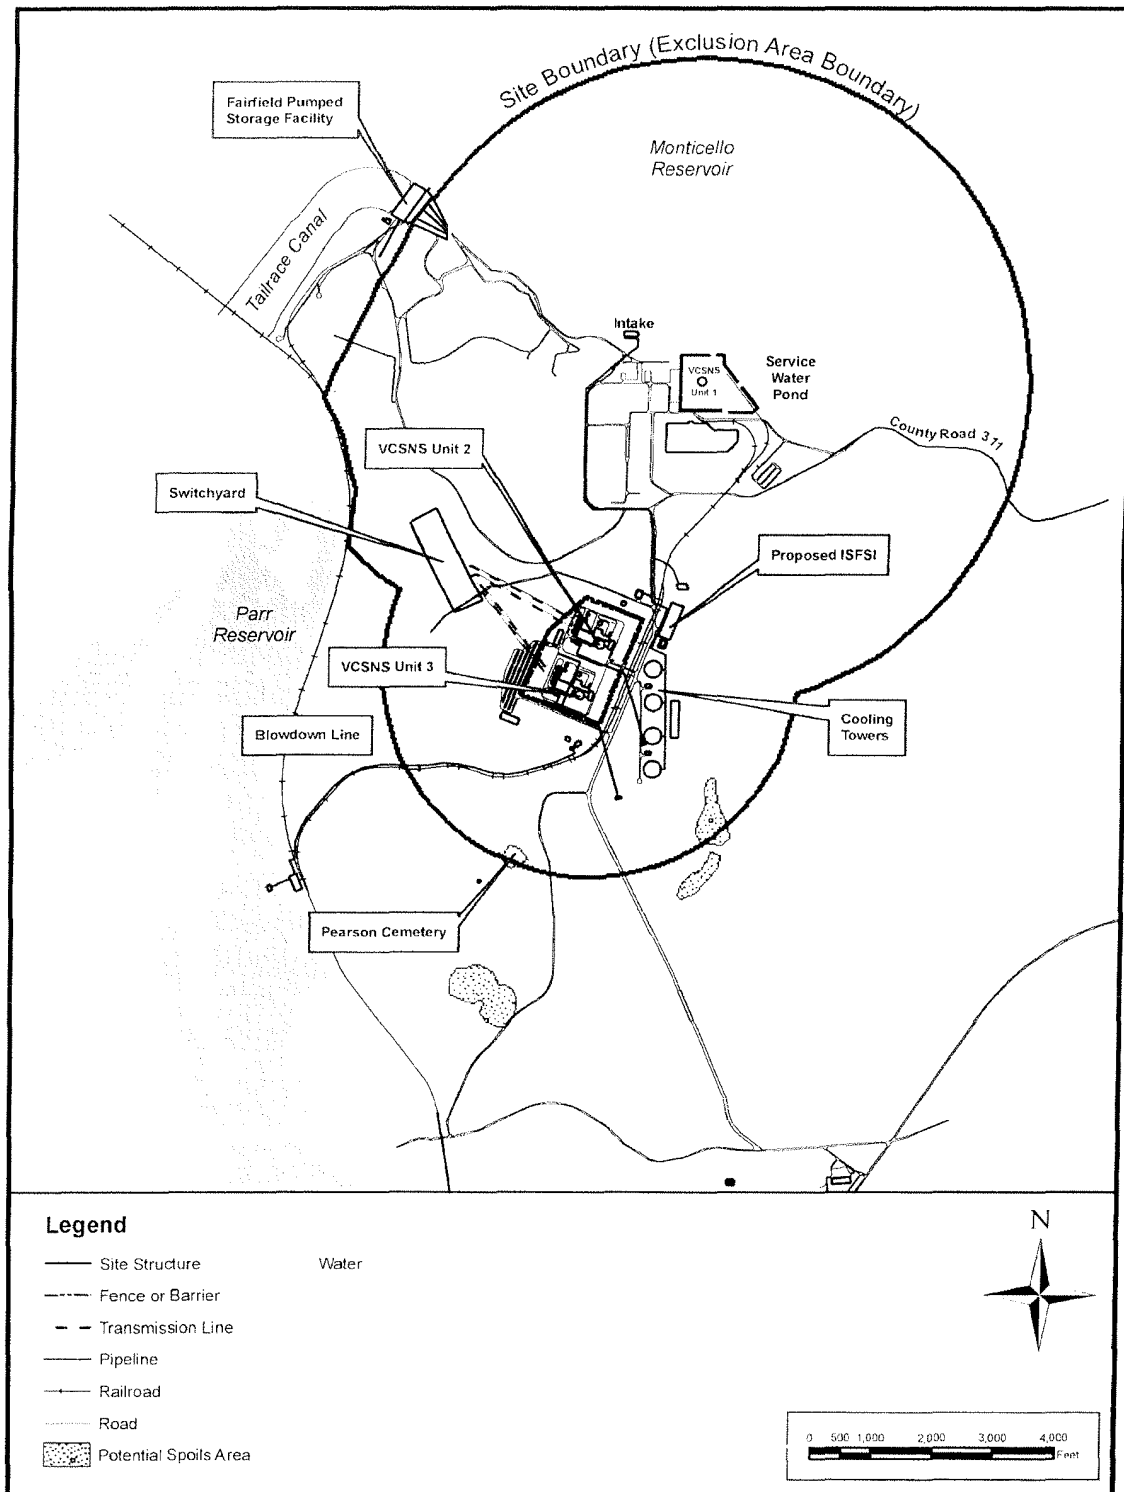 Site Boundary (Exclusion Area Boundary)
Fairfield Pumped
Storage Facility
Monticello
Reservoir
Tailrace Canal
Intake
VCSNS
Unit 1
Service
Water
Pond
County Road 311
VCSNS Unit 2
Switchyard
Proposed ISFSI
Parr
Reservoir
VCSNS Unit 3
Cooling
Towers
Blowdown Line
Pearson Cemetery
Legend
Site Structure
Water
Fence or Barrier
Transmission Line
Pipeline
Railroad
Road
Potential Spoils Area
N
0 500 1,000 2,000 3,000 4,000
Feet